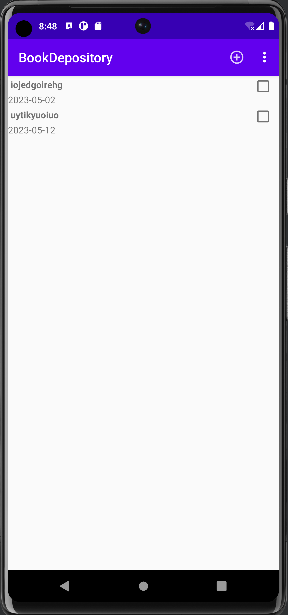 8:48
BookDepository
iojedgoirehg
2023-05-02
uytikyuoiuo
2023-05-12